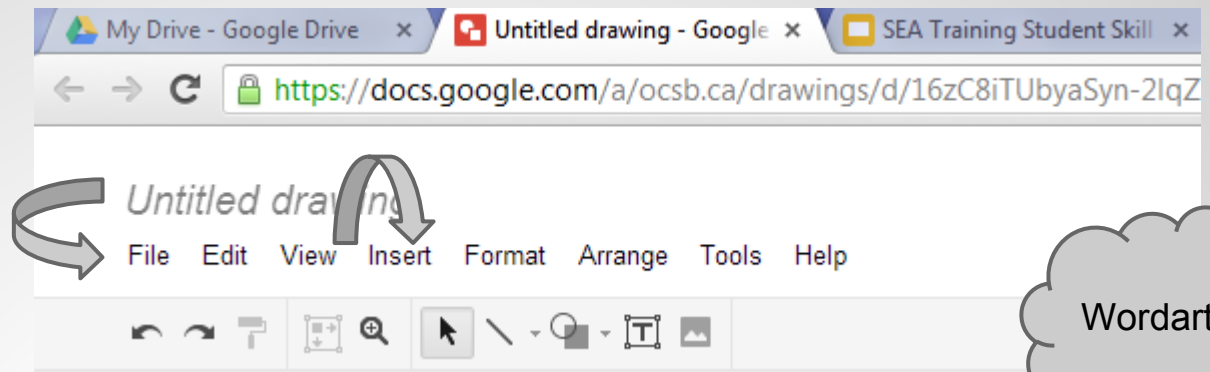 My Drive - Google Drive
Untitled drawing - Google
SEA Training Student Skill
https://docs.google.com/a/ocsb.ca/drawings/d/16zC8iTUbyaSyn-2IqZ
Untitled drawing
File Edit View Insert Format Arrange Tools Help
T
Wordart